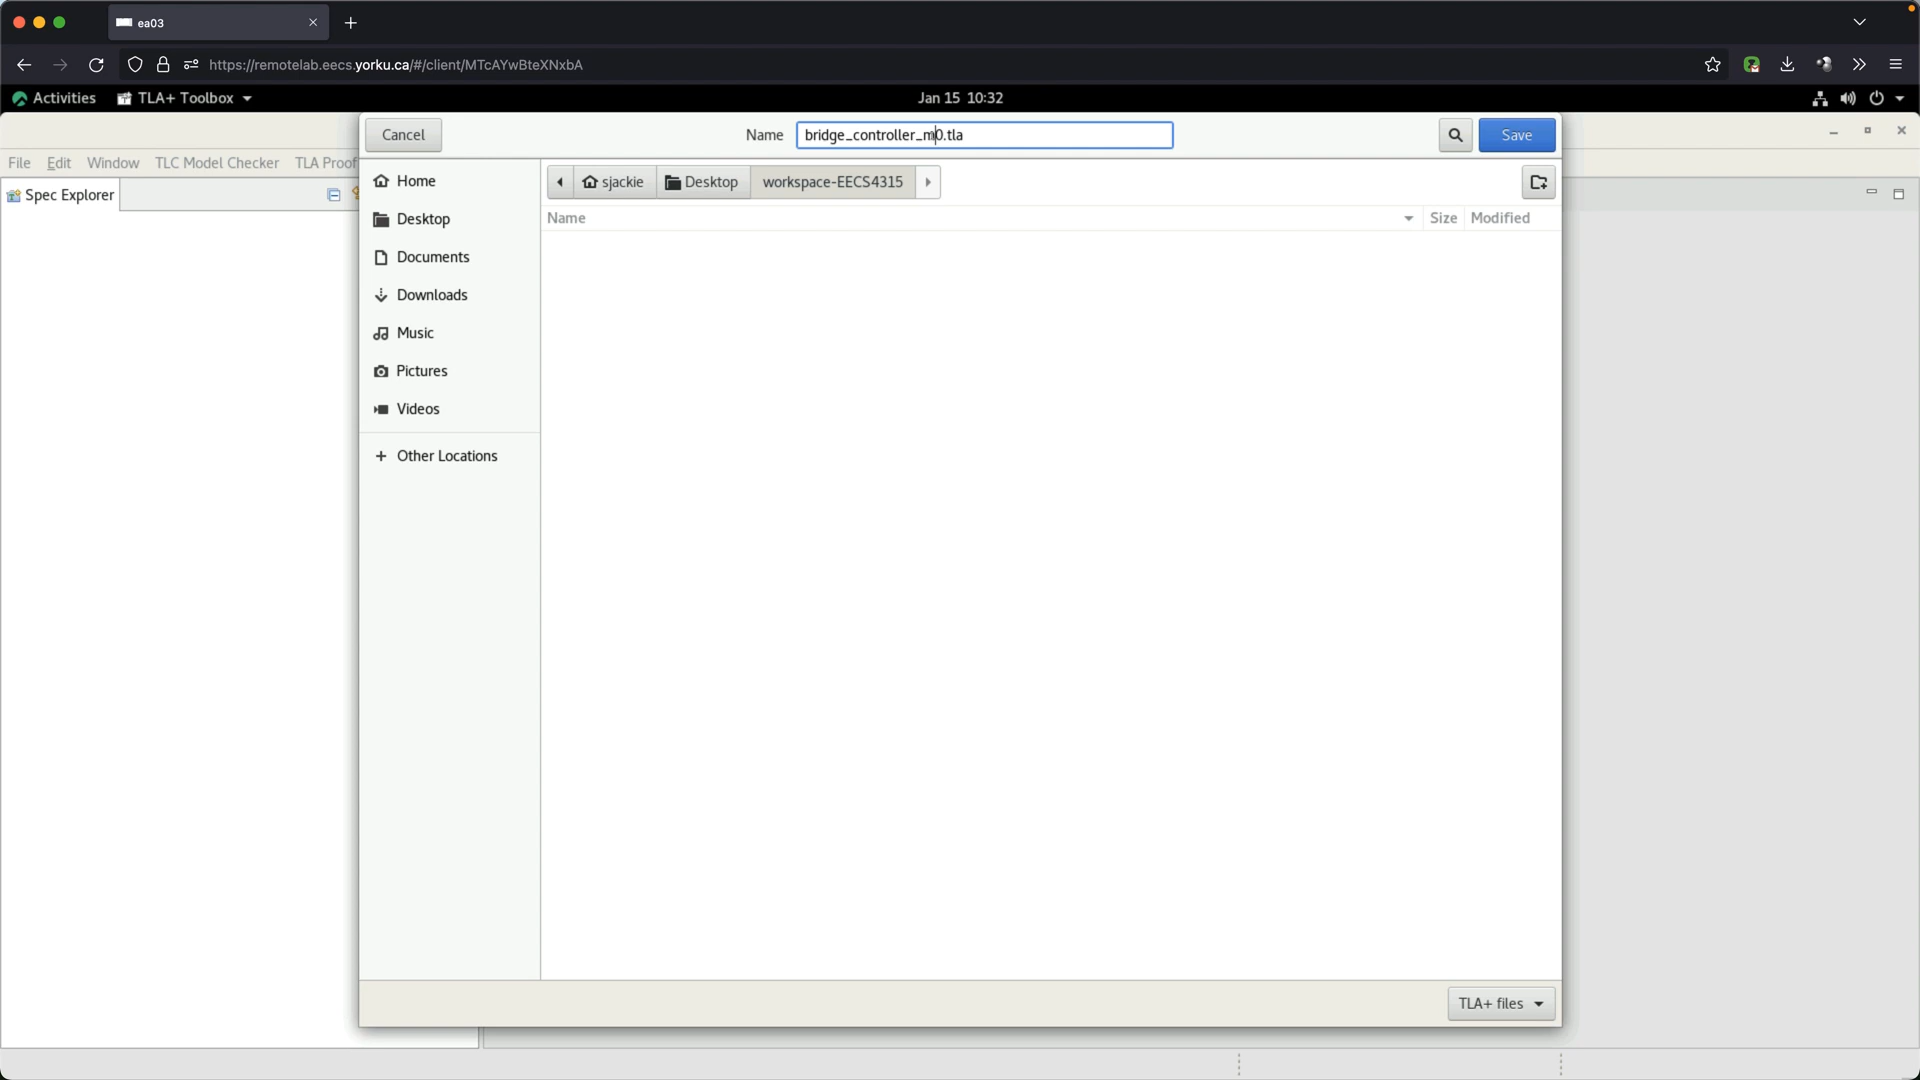 ea03
https://remotelab.eecs.yorku.ca/#/client/MTcAYwBteXNxbA
Activities TLA+ Toolbox Jan 15 10:32
Cancel Name bridge_controller_m0.tla Save
File Edit Window TLC Model Checker TLA Proof
Spec Explorer
sjackie Desktop workspace-EECS4315
Name Size Modified
Home
Desktop
Documents
Downloads
Music
Pictures
Videos
Other Locations
TLA+ files